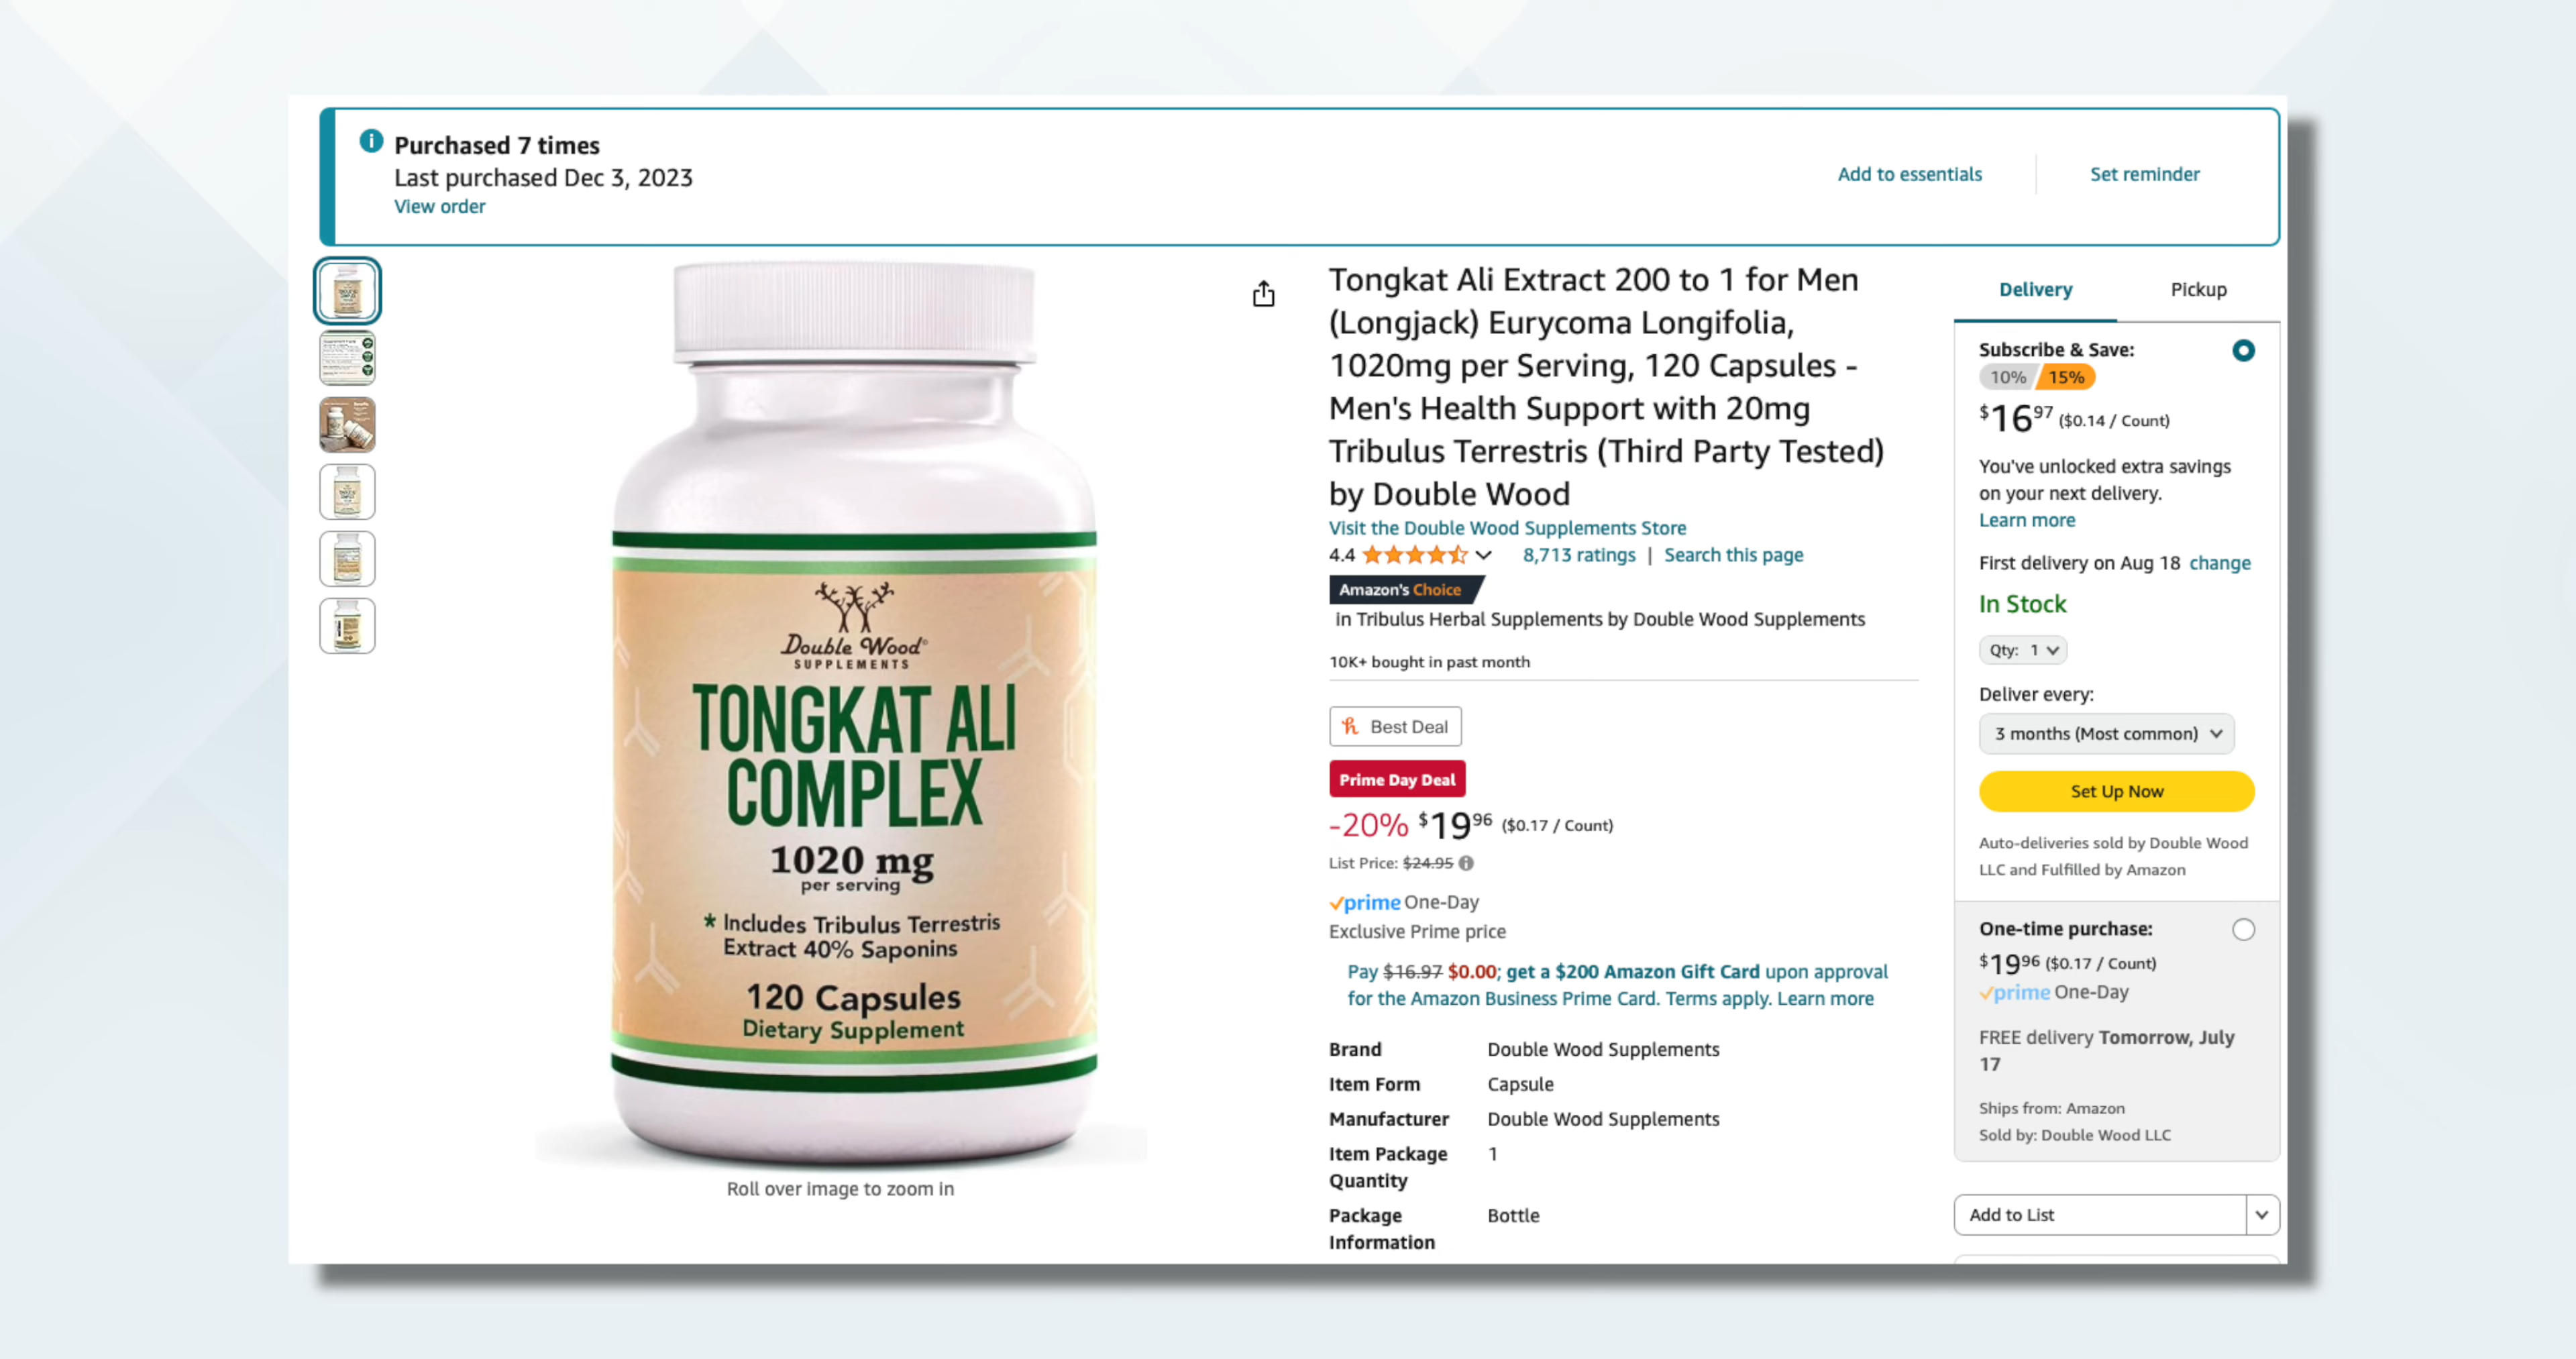 Purchased 7 times
Last purchased Dec 3, 2023
View order
Add to essentials
Set reminder
Double Wood
SUPPLEMENTS
TONGKAT ALI
COMPLEX
1020 mg
per serving
* Includes Tribulus Terrestris
Extract 40% Saponins
120 Capsules
Dietary Supplement
Roll over image to zoom in
Tongkat Ali Extract 200 to 1 for Men
(Longjack) Eurycoma Longifolia,
1020mg per Serving, 120 Capsules -
Men's Health Support with 20mg
Tribulus Terrestris (Third Party Tested)
by Double Wood
Visit the Double Wood Supplements Store
4.4 8,713 ratings | Search this page
Amazon's Choice
in Tribulus Herbal Supplements by Double Wood Supplements
10K+ bought in past month
h Best Deal
Prime Day Deal
-20% $19 96 ($0.17 / Count)
List Price: $24.95
prime One-Day
Exclusive Prime price
Pay $16.97 $0.00; get a $200 Amazon Gift Card upon approval
for the Amazon Business Prime Card. Terms apply. Learn more
Brand Double Wood Supplements
Item Form Capsule
Manufacturer Double Wood Supplements
Item Package 1
Quantity
Package Bottle
Information
Delivery
Pickup
Subscribe & Save:
10% 15%
$16 97 ($0.14 / Count)
You've unlocked extra savings
on your next delivery.
Learn more
First delivery on Aug 18 change
In Stock
Qty: 1
Deliver every:
3 months (Most common)
Set Up Now
Auto-deliveries sold by Double Wood
LLC and Fulfilled by Amazon
One-time purchase:
$19 96 ($0.17 / Count)
prime One-Day
FREE delivery Tomorrow, July
17
Ships from: Amazon
Sold by: Double Wood LLC
Add to List